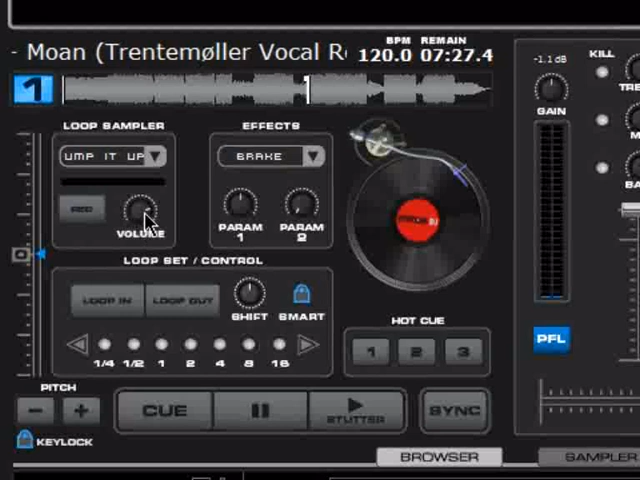 - Moan (Trentemøller Vocal R
BPM REMAIN
120.0 07:27.4
1
-1.1 dB
KILL
GAIN
LOOP SAMPLER
EFFECTS
UMP IT UP
BRAKE
REC
VOLUME
PARAM 1
PARAM 2
LOOP SET / CONTROL
LOOP IN
LOOP OUT
SHIFT
SMART
1/4 1/2 1 2 4 8 16
HOT CUE
1 2 3
PFL
PITCH
- +
CUE
STUTTER
SYNC
KEYLOCK
BROWSER
SAMPLER